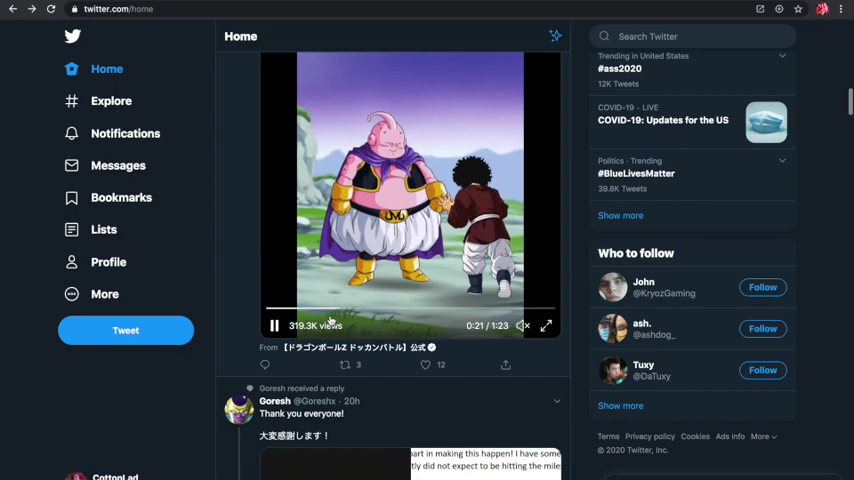 twitter.com/home
Home
Explore
Notifications
Messages
Bookmarks
Lists
Profile
More
Tweet
CottonLad
Home
319.3K views
0:21 / 1:23
From 【ドラゴンボールZ ドッカンバトル】公式
3
12
Goresh received a reply
Goresh @Goreshx · 20h
Thank you everyone!
大変感謝します！
part in making this happen! I have some
tly did not expect to be hitting the mile
Search Twitter
Trending in United States
#ass2020
12K Tweets
COVID-19 · LIVE
COVID-19: Updates for the US
Politics · Trending
#BlueLivesMatter
39.8K Tweets
Show more
Who to follow
John
@KryozGaming
Follow
ash.
@ashdog_
Follow
Tuxy
@DaTuxy
Follow
Show more
Terms Privacy policy Cookies Ads info More
© 2020 Twitter, Inc.